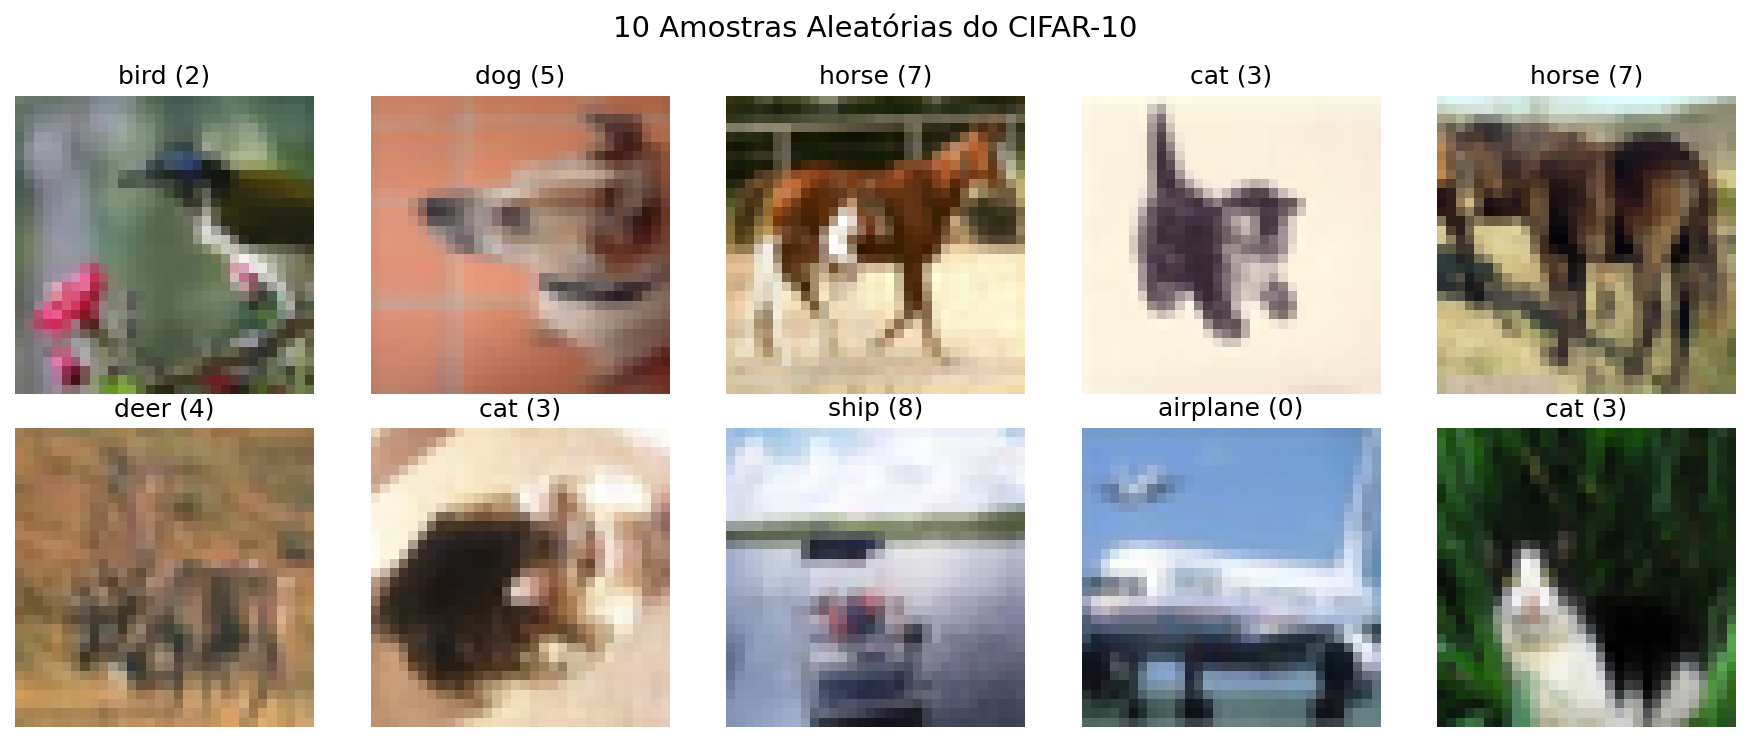 10 Amostras Aleatórias do CIFAR-10
bird (2)
dog (5)
horse (7)
cat (3)
horse (7)
deer (4)
cat (3)
ship (8)
airplane (0)
cat (3)